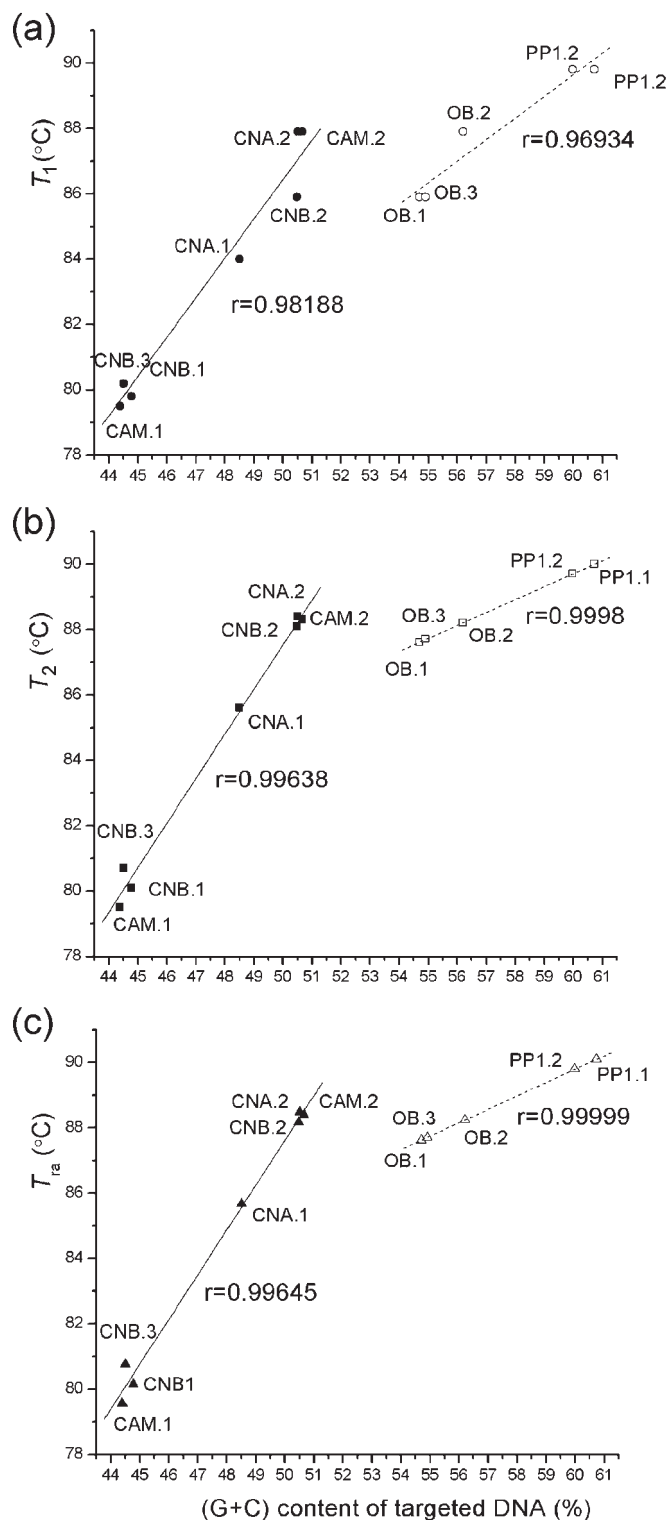 (a)
T1 (°C)
90
88
86
84
82
80
78
PP1.2
PP1.2
OB.2
CNA.2
CAM.2
r=0.96934
OB.3
OB.1
CNB.2
CNA.1
r=0.98188
CNB.3
CNB.1
CAM.1
44 45 46 47 48 49 50 51 52 53 54 55 56 57 58 59 60 61
(b)
T2 (°C)
90
88
86
84
82
80
78
CNA.2
PP1.2
PP1.1
CNB.2
CAM.2
OB.3
r=0.9998
OB.2
OB.1
CNA.1
r=0.99638
CNB.3
CNB.1
CAM.1
44 45 46 47 48 49 50 51 52 53 54 55 56 57 58 59 60 61
(c)
Tra (°C)
90
88
86
84
82
80
78
PP1.2
PP1.1
CNA.2
CAM.2
CNB.2
OB.3
r=0.99999
OB.2
OB.1
CNA.1
r=0.99645
CNB.3
CNB1
CAM.1
44 45 46 47 48 49 50 51 52 53 54 55 56 57 58 59 60 61
(G+C) content of targeted DNA (%)